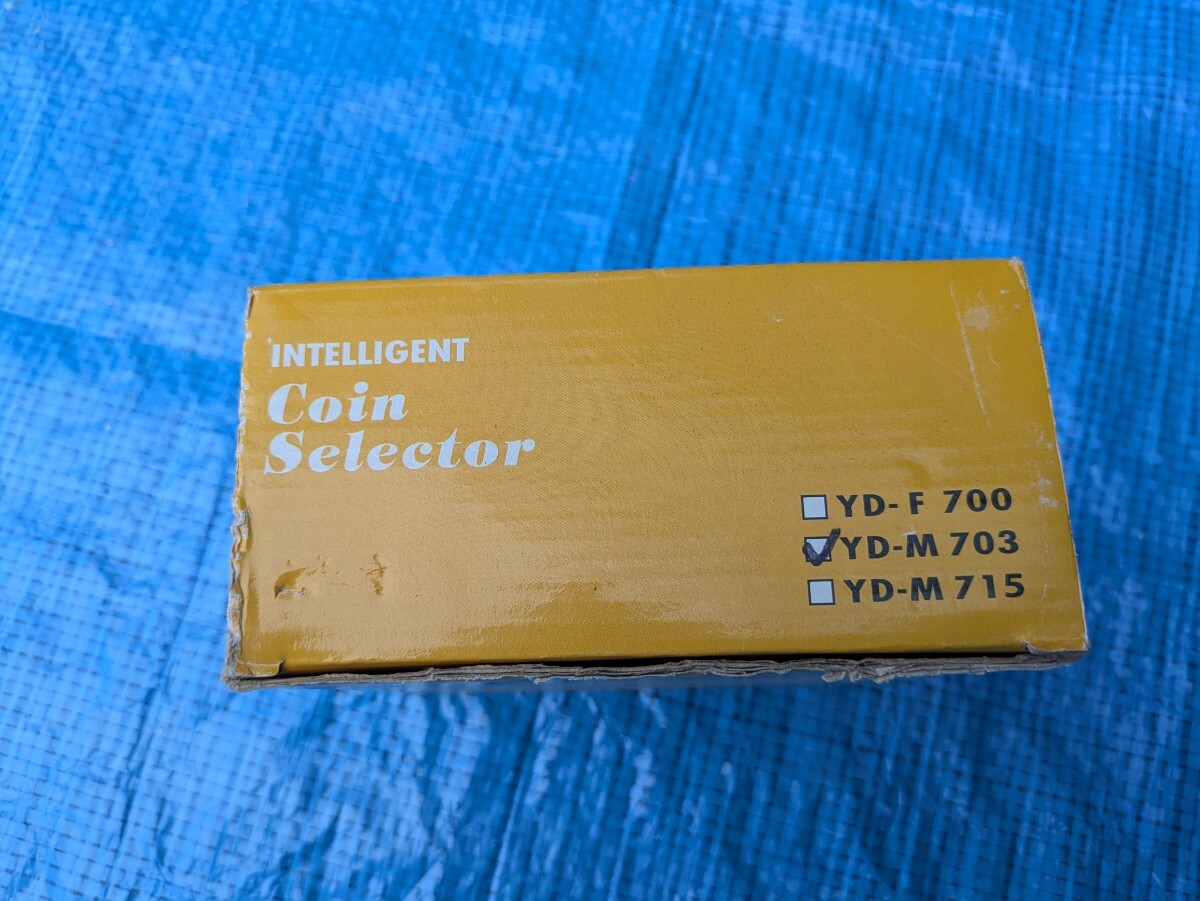 INTELLIGENT
Coin
Selector
YD-F 700
YD-M 703
YD-M 715